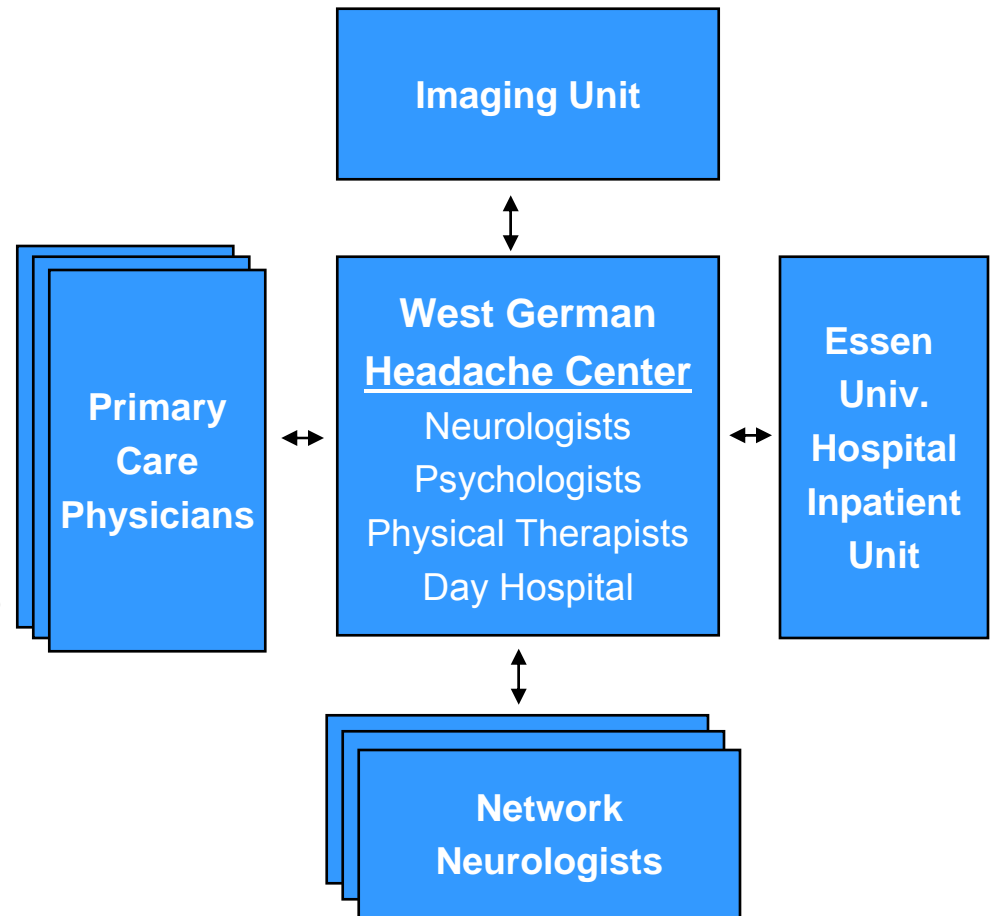 Imaging Unit
West German
Headache Center
Neurologists
Psychologists
Physical Therapists
Day Hospital
Primary
Care
Physicians
Essen
Univ.
Hospital
Inpatient
Unit
Network
Neurologists